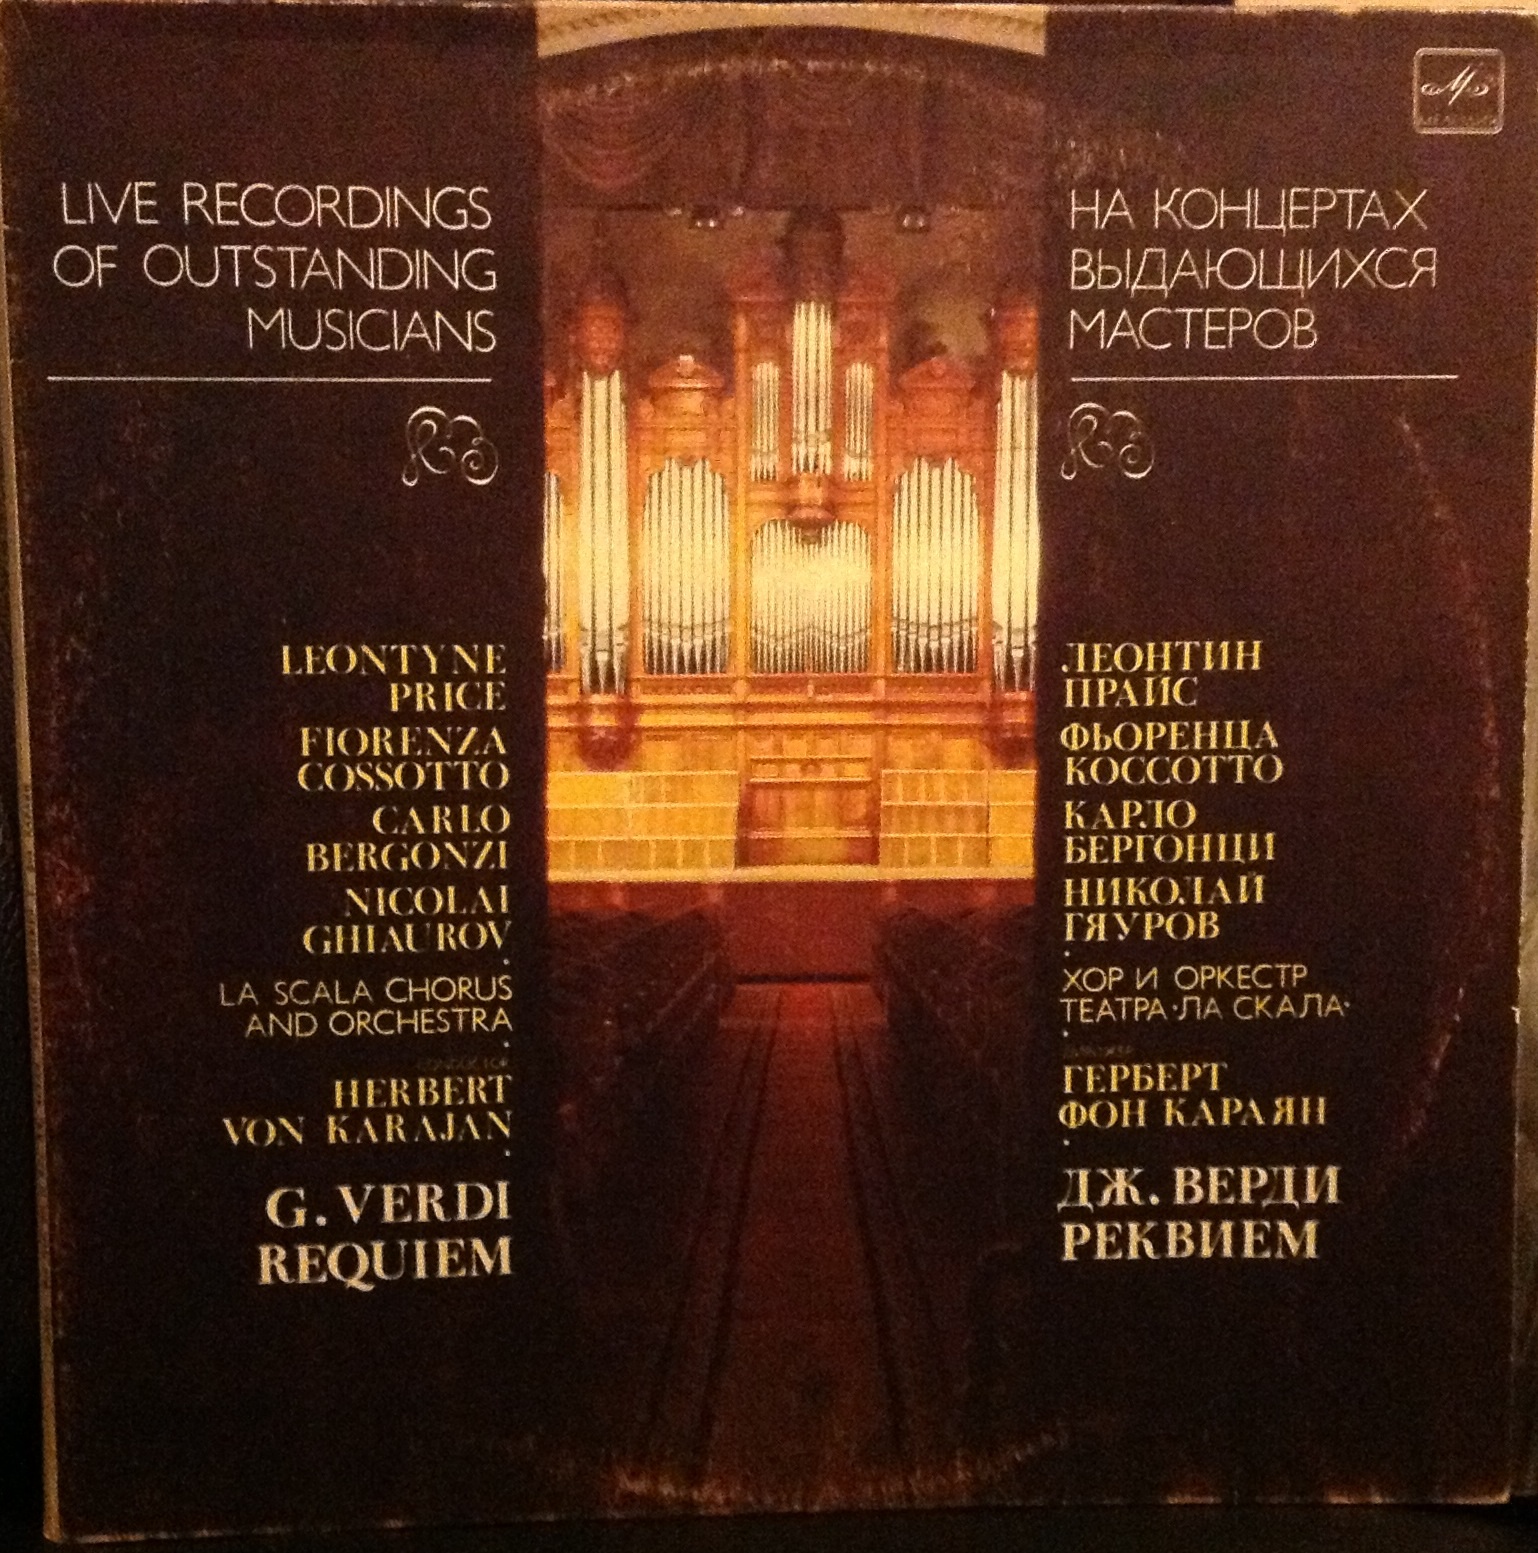 LIVE RECORDINGS
OF OUTSTANDING
MUSICIANS
LEONTYNE
PRICE
FIORENZA
COSSOTTO
CARLO
BERGONZI
NICOLAI
GHIAUROV
LA SCALA CHORUS
AND ORCHESTRA
CONDUCTOR
HERBERT
VON KARAJAN
G. VERDI
REQUIEM
НА КОНЦЕРТАХ
ВЫДАЮЩИХСЯ
МАСТЕРОВ
ЛЕОНТИН
ПРАЙС
ФЬОРЕНЦА
КОССОТТО
КАРЛО
БЕРГОНЦИ
НИКОЛАЙ
ГЯУРОВ
ХОР И ОРКЕСТР
ТЕАТРА •ЛА СКАЛА•
ГЕРБЕРТ
ФОН КАРАЯН
ДЖ. ВЕРДИ
РЕКВИЕМ